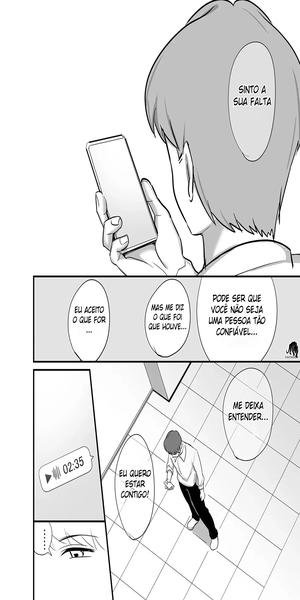 SINTO A
SUA FALTA
PODE SER
QUE VOCÊ NÃO SEJA
UMA PESSOA TÃO
CONFIÁVEL...
MAS ME DIZ
O QUE FOI
QUE HOUVE...
EU ACEITO
O QUE FOR
...
ME DEIXA
ENTENDER...
EU QUERO
ESTAR
CONTIGO!
02:35
......